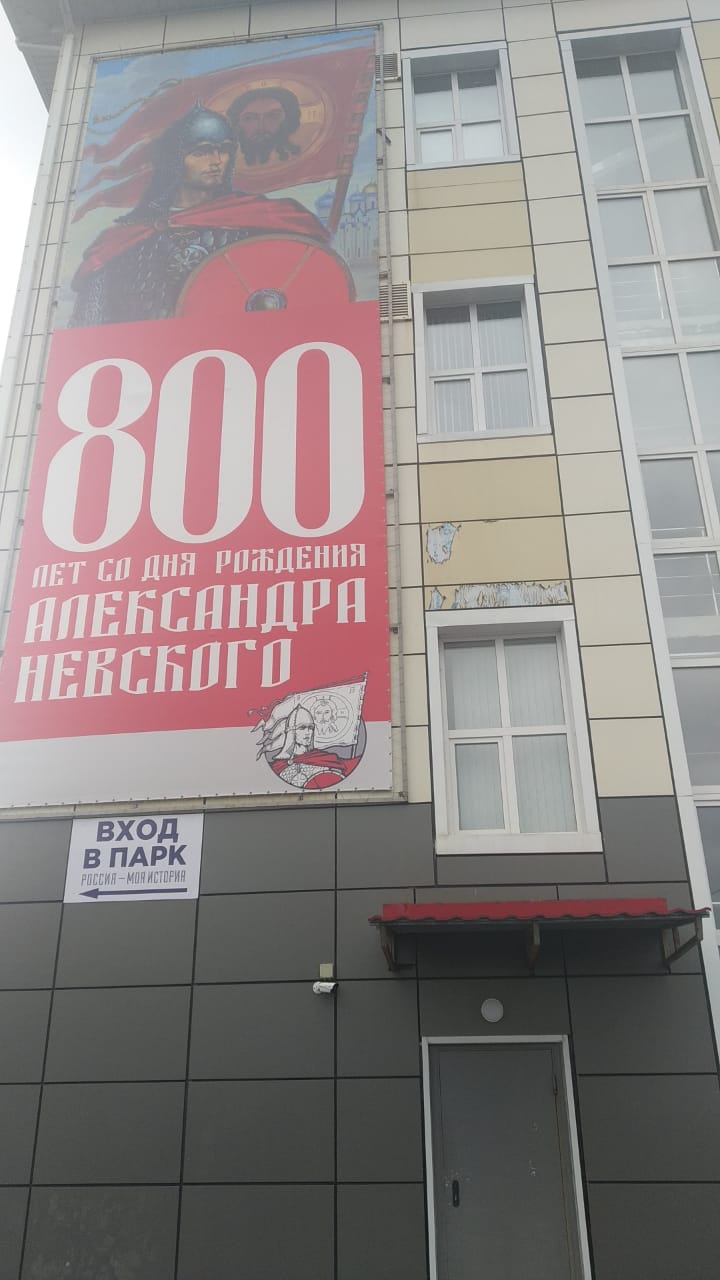 800
ЛЕТ СО ДНЯ РОЖДЕНИЯ
АЛЕКСАНДРА
НЕВСКОГО
ВХОД
В ПАРК
РОССИЯ – МОЯ ИСТОРИЯ